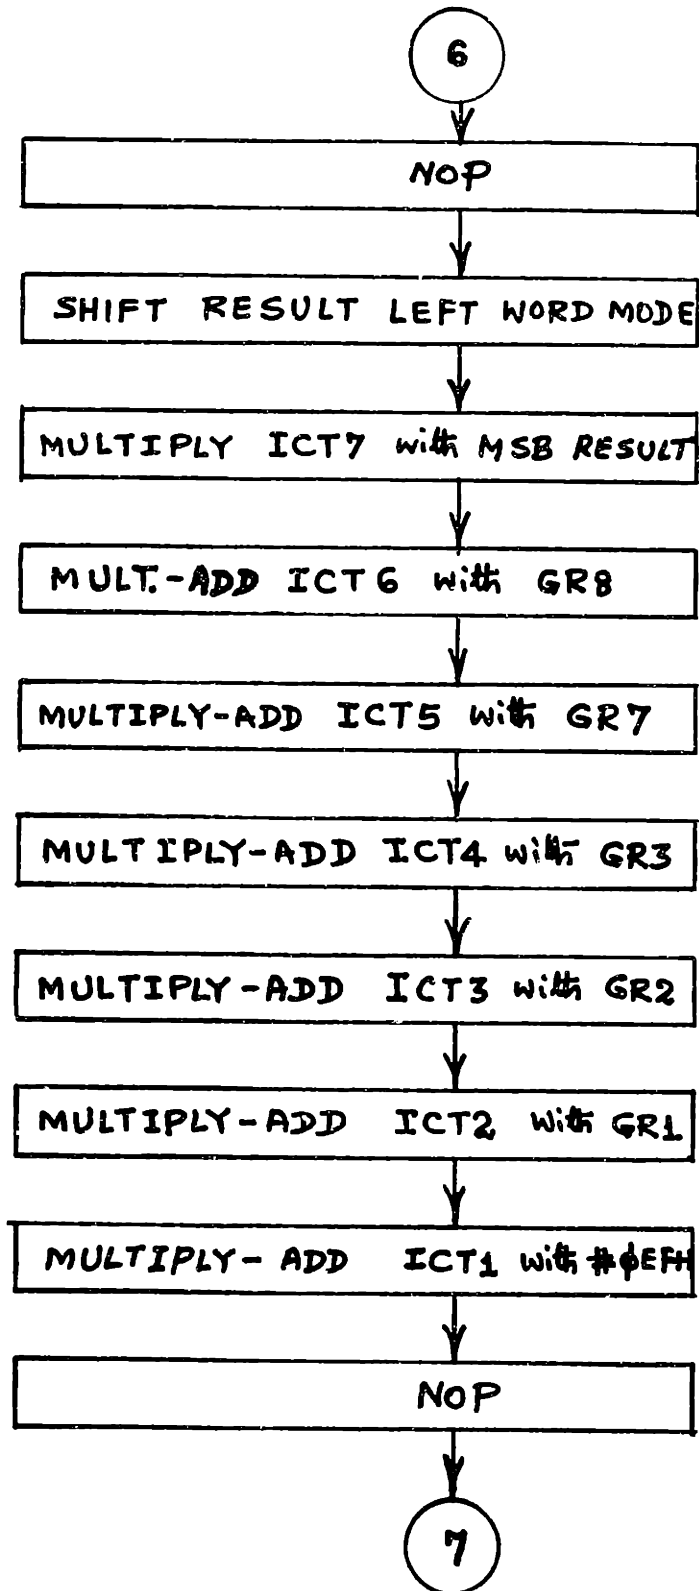 6
NOP
SHIFT RESULT LEFT WORD MODE
MULTIPLY ICT7 with MSB RESULT
MULT.-ADD ICT6 with GR8
MULTIPLY-ADD ICT5 with GR7
MULTIPLY-ADD ICT4 with GR3
MULTIPLY-ADD ICT3 with GR2
MULTIPLY-ADD ICT2 with GR1
MULTIPLY-ADD ICT1 with #ϕEFH
NOP
7